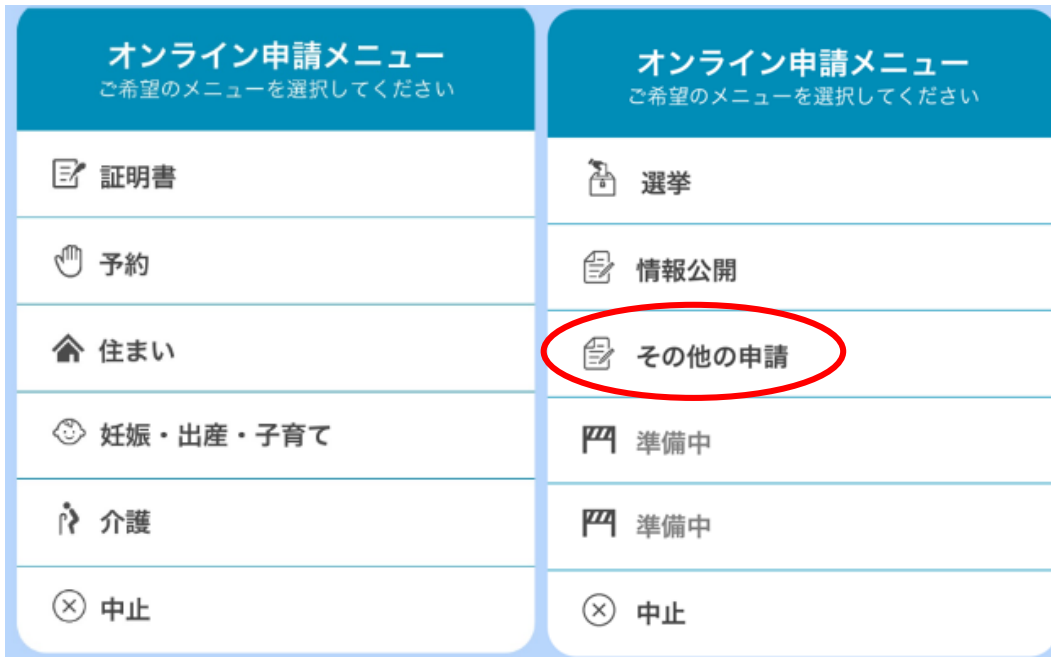 オンライン申請メニュー
ご希望のメニューを選択してください
証明書
予約
住まい
妊娠・出産・子育て
介護
中止
オンライン申請メニュー
ご希望のメニューを選択してください
選挙
情報公開
その他の申請
準備中
準備中
中止